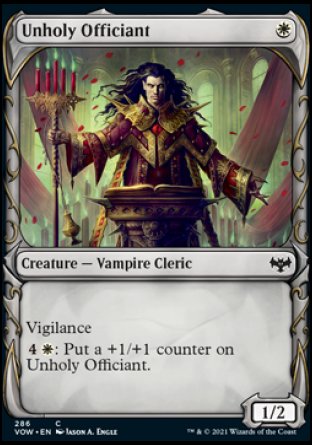 Unholy Officiant
Creature — Vampire Cleric
Vigilance
4 : Put a +1/+1 counter on
Unholy Officiant.
1/2
286 C
VOW • EN Jason A. Engle
™ & © 2021 Wizards of the Coast